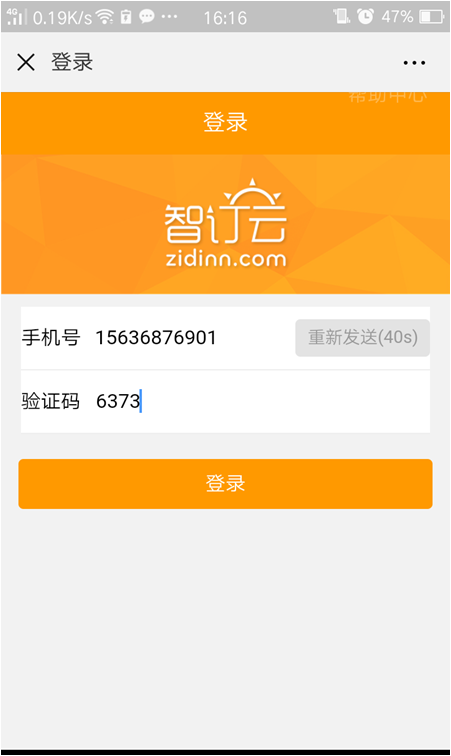 4G 0.19K/s 16:16 47%
登录
帮助中心
登录
智订云
zidinn.com
手机号 15636876901 重新发送(40s)
验证码 6373
登录